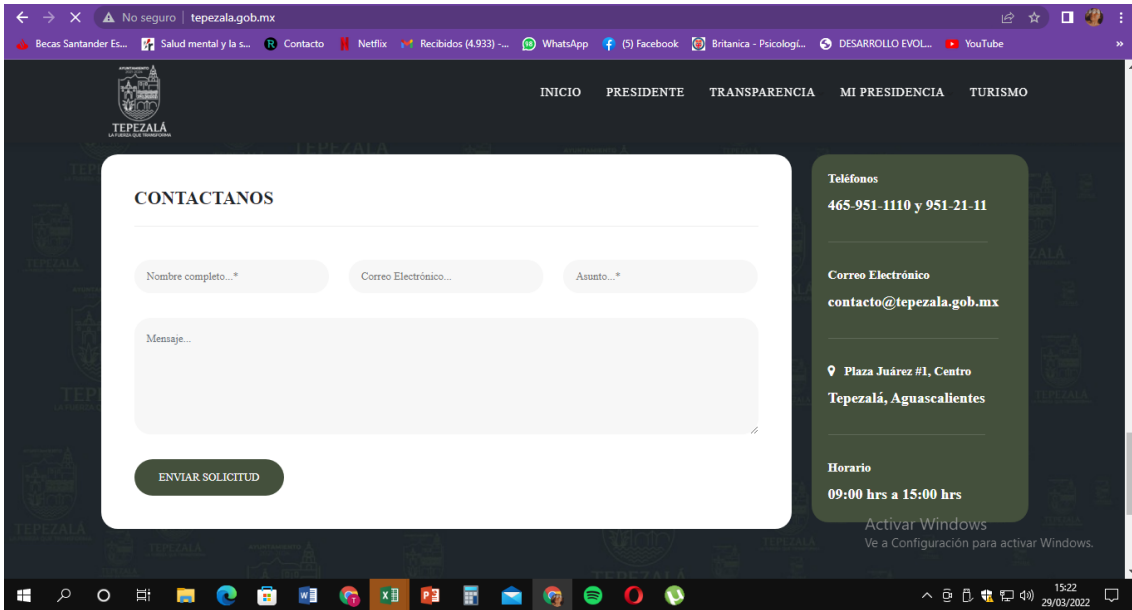 No seguro | tepezala.gob.mx
Becas Santander Es... Salud mental y la s... Contacto Netflix Recibidos (4.933) -... WhatsApp (5) Facebook Britanica - Psicologí... DESARROLLO EVOL... YouTube »
TEPEZALÁ
LA FUERZA QUE TRANSFORMA
INICIO PRESIDENTE TRANSPARENCIA MI PRESIDENCIA TURISMO
CONTACTANOS
Nombre completo...* Correo Electrónico... Asunto...*
Mensaje...
ENVIAR SOLICITUD
Teléfonos
465-951-1110 y 951-21-11
Correo Electrónico
contacto@tepezala.gob.mx
Plaza Juárez #1, Centro
Tepezalá, Aguascalientes
Horario
09:00 hrs a 15:00 hrs
Activar Windows
Ve a Configuración para activar Windows.
15:22
29/03/2022